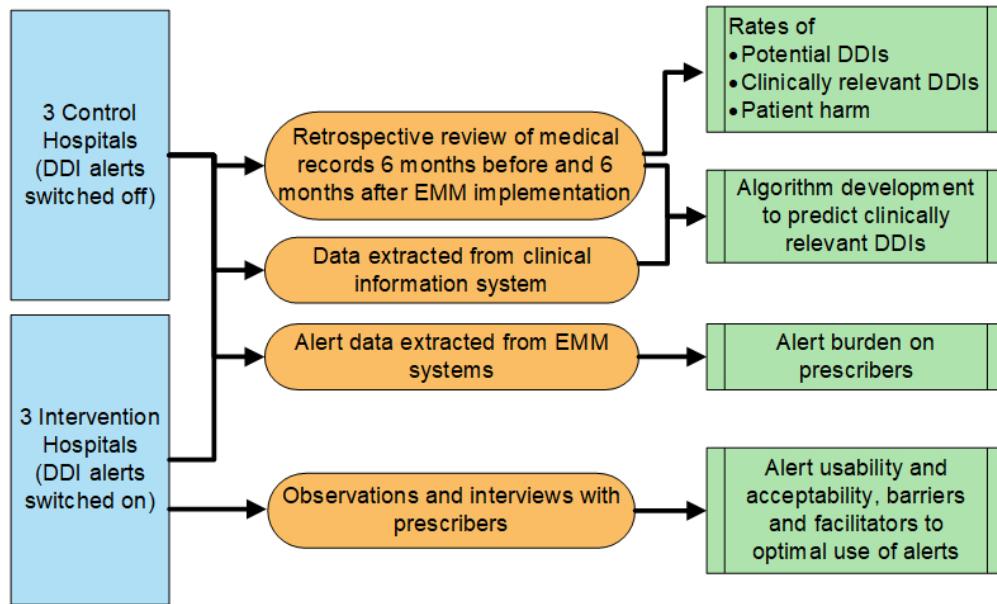 3 Control
Hospitals
(DDI alerts
switched off)
3 Intervention
Hospitals
(DDI alerts
switched on)
Retrospective review of medical
records 6 months before and 6
months after EMM implementation
Data extracted from clinical
information system
Alert data extracted from EMM
systems
Observations and interviews with
prescribers
Rates of
•Potential DDIs
•Clinically relevant DDIs
•Patient harm
Algorithm development
to predict clinically
relevant DDIs
Alert burden on
prescribers
Alert usability and
acceptability, barriers
and facilitators to
optimal use of alerts